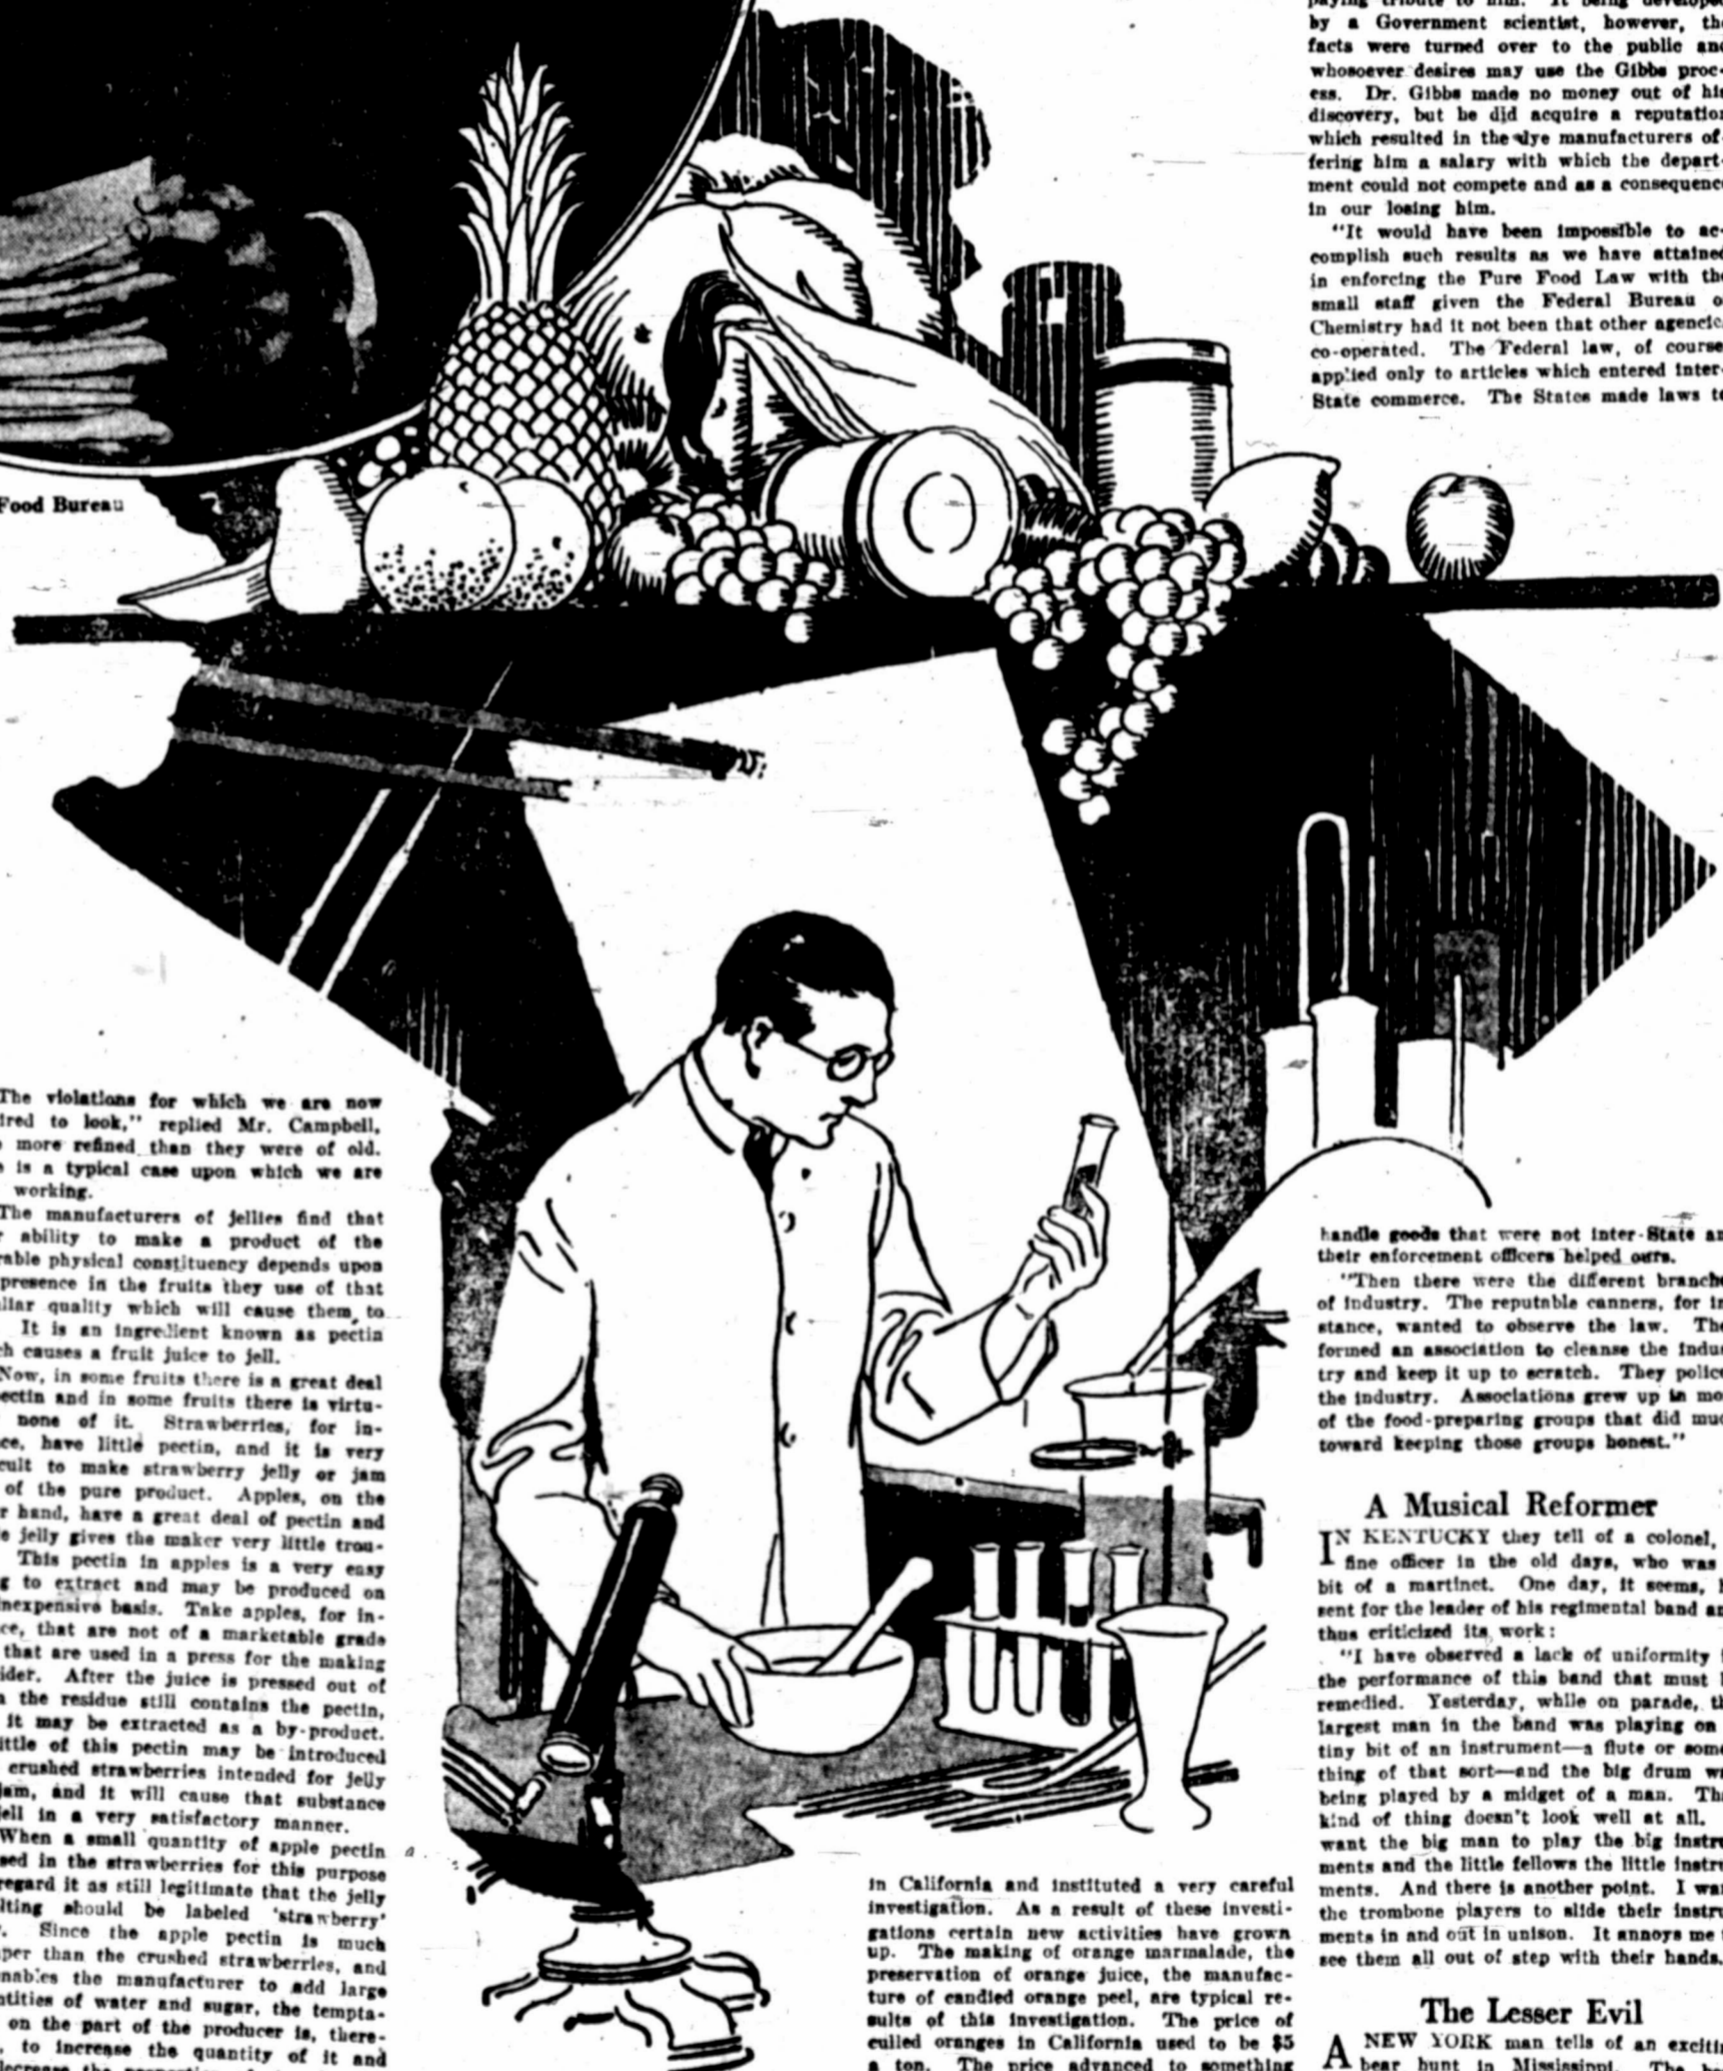 by a Government scientist, however, the
facts were turned over to the public and
whosoever desires may use the Gibbs proc-
ess. Dr. Gibbs made no money out of his
discovery, but he did acquire a reputation
which resulted in the dye manufacturers of-
fering him a salary with which the depart-
ment could not compete and as a consequence
in our losing him.
"It would have been impossible to ac-
complish such results as we have attained
in enforcing the Pure Food Law with the
small staff given the Federal Bureau of
Chemistry had it not been that other agencies
co-operated. The Federal law, of course,
applied only to articles which entered inter-
State commerce. The States made laws to
Food Bureau
The violations for which we are now
ired to look," replied Mr. Campbell,
more refined than they were of old.
is a typical case upon which we are
working.
The manufacturers of jellies find that
ability to make a product of the
rable physical constituency depends upon
presence in the fruits they use of that
liar quality which will cause them to
It is an ingredient known as pectin
ch causes a fruit juice to jell.
Now, in some fruits there is a great deal
pectin and in some fruits there is virtu-
none of it. Strawberries, for in-
ce, have little pectin, and it is very
cult to make strawberry jelly or jam
of the pure product. Apples, on the
r hand, have a great deal of pectin and
e jelly gives the maker very little trou-
This pectin in apples is a very easy
g to extract and may be produced on
nexpensive basis. Take apples, for in-
ce, that are not of a marketable grade
that are used in a press for the making
ider. After the juice is pressed out of
the residue still contains the pectin,
it may be extracted as a by-product.
ittle of this pectin may be introduced
crushed strawberries intended for jelly
jam, and it will cause that substance
jell in a very satisfactory manner.
When a small quantity of apple pectin
sed in the strawberries for this purpose
regard it as still legitimate that the jelly
lting should be labeled 'strawberry'
Since the apple pectin is much
per than the crushed strawberries, and
nables the manufacturer to add large
ntities of water and sugar, the tempta-
on the part of the producer is, there-
to increase the quantity of it and
in California and instituted a very careful
investigation. As a result of these investi-
gations certain new activities have grown
up. The making of orange marmalade, the
preservation of orange juice, the manufac-
ture of candied orange peel, are typical re-
sults of this investigation. The price of
culled oranges in California used to be $5
a ton. The price advanced to something
handle goods that were not inter-State and
their enforcement officers helped ours.
"Then there were the different branches
of industry. The reputable canners, for in-
stance, wanted to observe the law. They
formed an association to cleanse the indus-
try and keep it up to scratch. They policed
the industry. Associations grew up in most
of the food-preparing groups that did much
toward keeping those groups honest."
A Musical Reformer
IN KENTUCKY they tell of a colonel,
fine officer in the old days, who was
bit of a martinet. One day, it seems, he
sent for the leader of his regimental band and
thus criticized its work:
"I have observed a lack of uniformity in
the performance of this band that must be
remedied. Yesterday, while on parade, the
largest man in the band was playing on
tiny bit of an instrument—a flute or some-
thing of that sort—and the big drum was
being played by a midget of a man. That
kind of thing doesn't look well at all.
want the big man to play the big instru-
ments and the little fellows the little instru-
ments. And there is another point. I want
the trombone players to slide their instru-
ments in and out in unison. It annoys me to
see them all out of step with their hands."
The Lesser Evil
A NEW YORK man tells of an exciting
bear hunt in Mississippi.